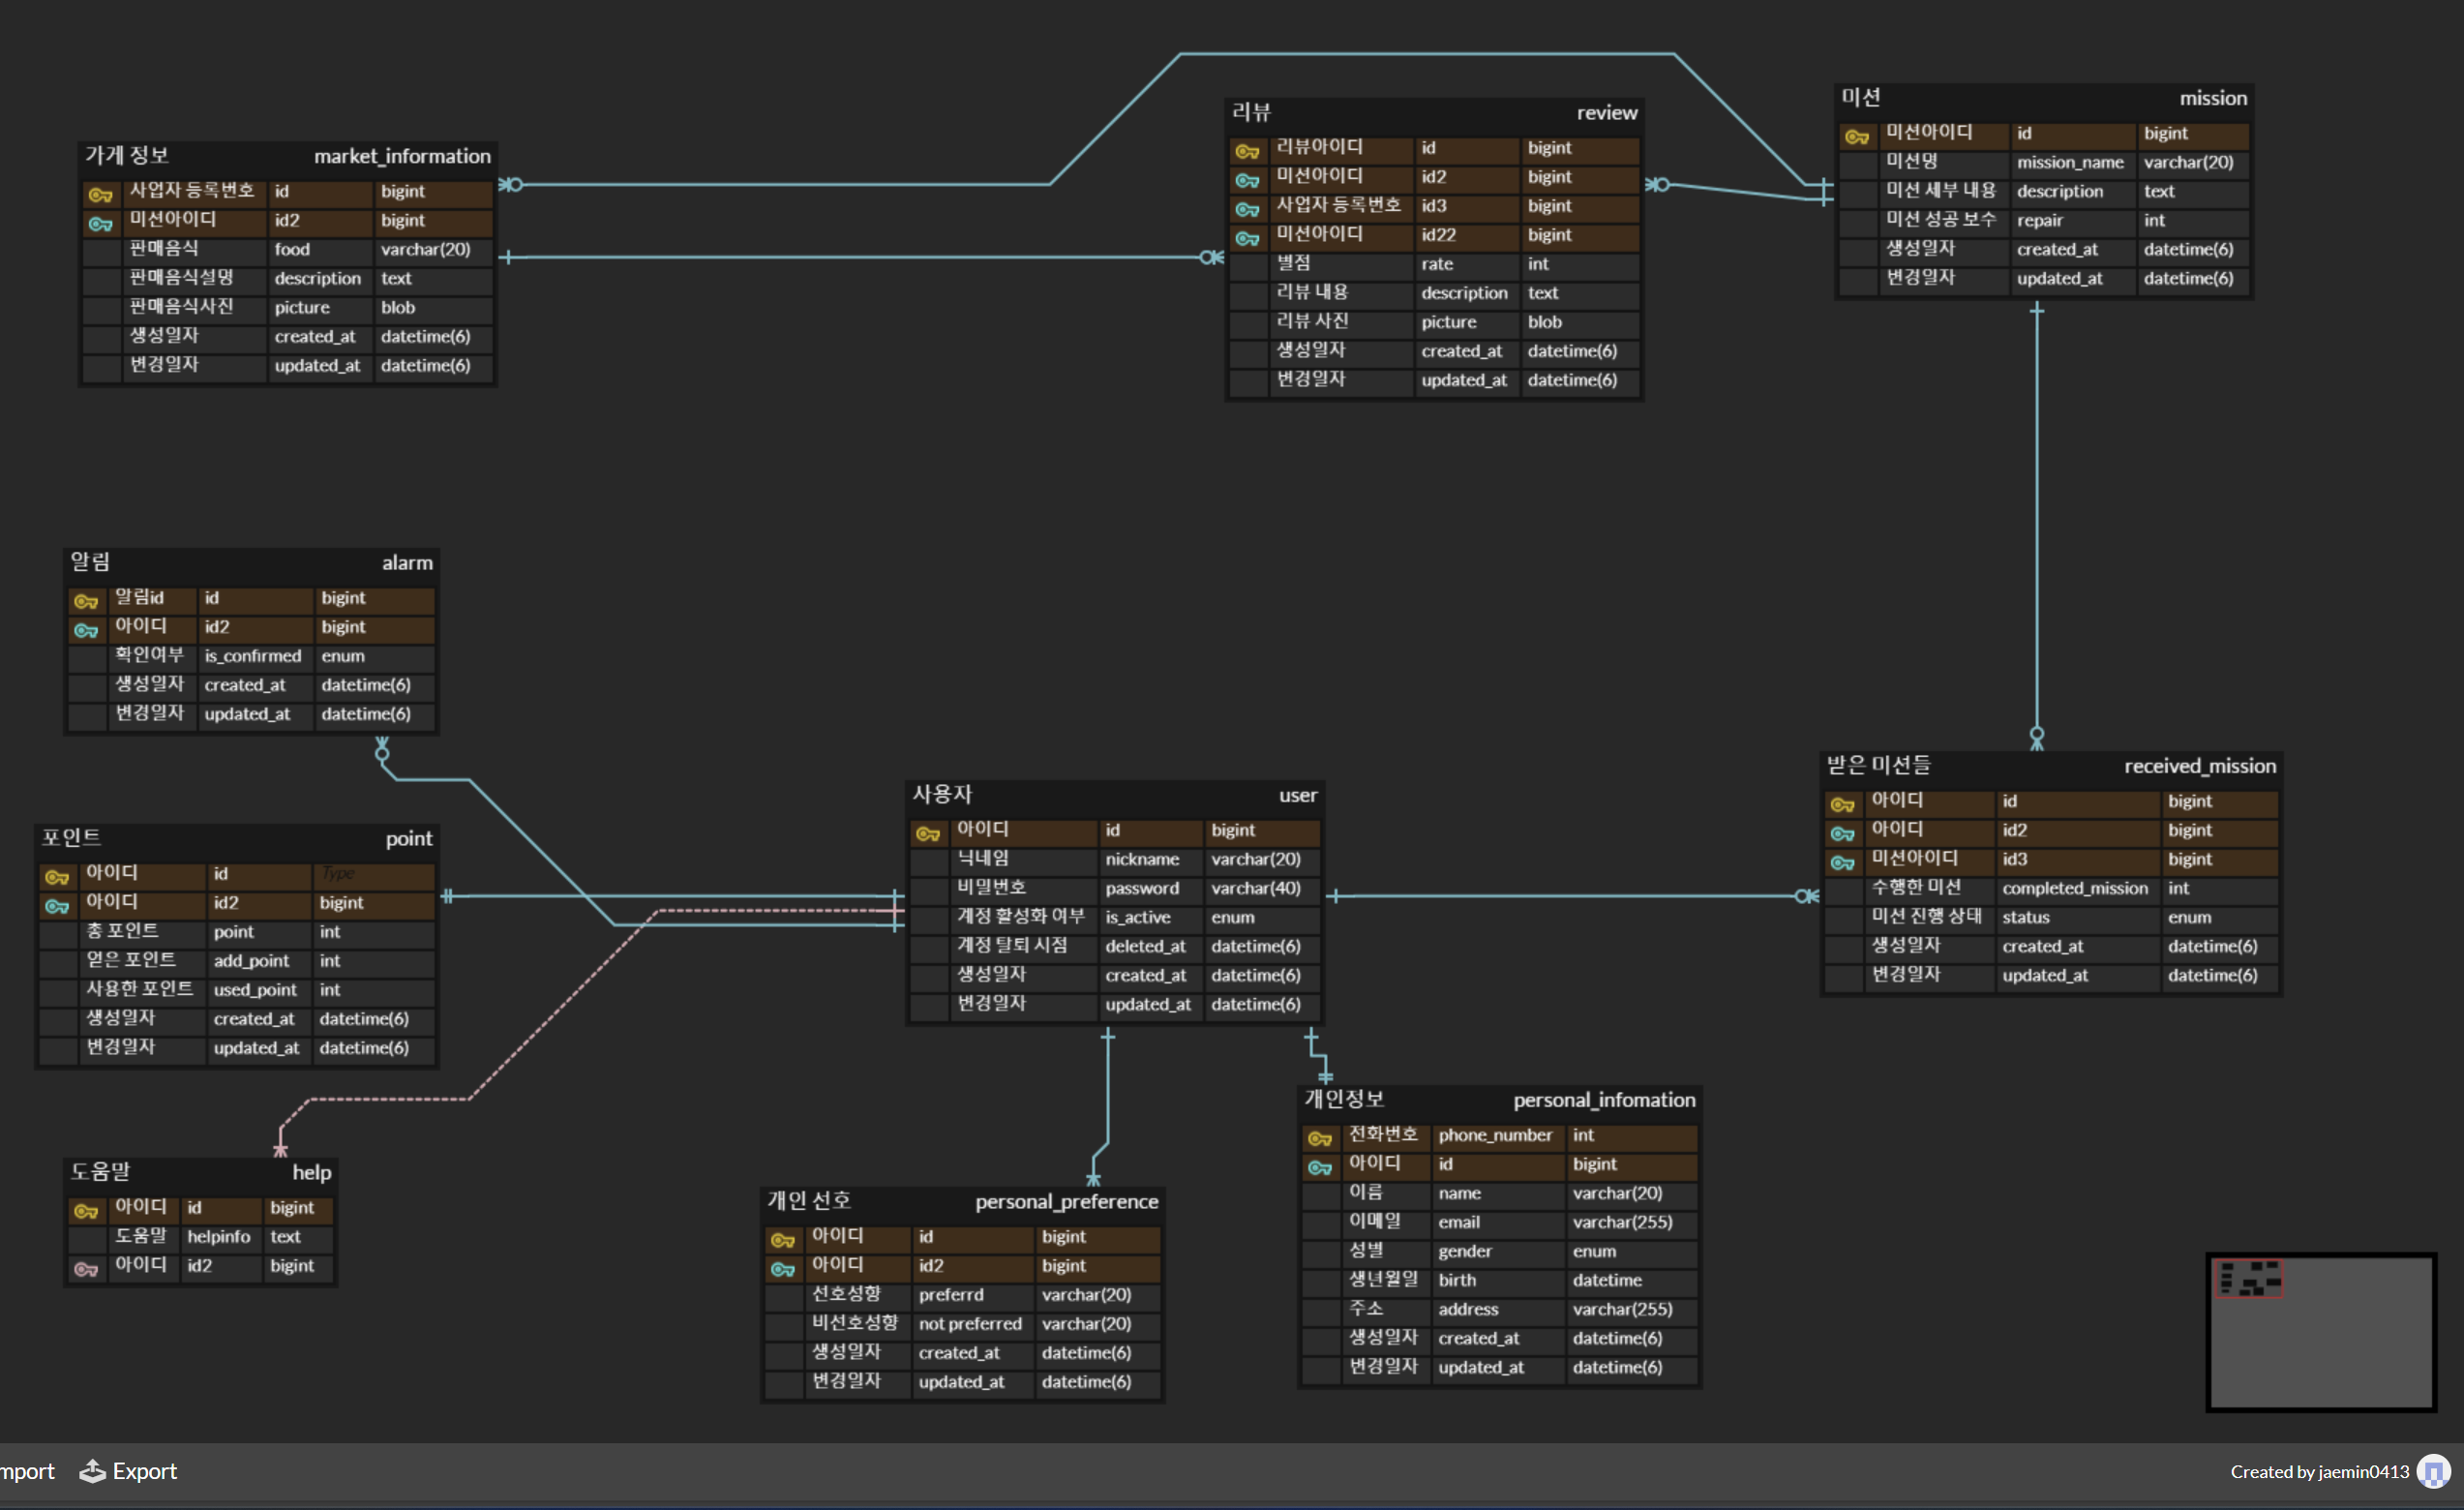 가게 정보 market_information
사업자 등록번호 id bigint
미션아이디 id2 bigint
판매음식 food varchar(20)
판매음식설명 description text
판매음식사진 picture blob
생성일자 created_at datetime(6)
변경일자 updated_at datetime(6)
리뷰 review
리뷰아이디 id bigint
미션아이디 id2 bigint
사업자 등록번호 id3 bigint
미션아이디 id22 bigint
별점 rate int
리뷰 내용 description text
리뷰 사진 picture blob
생성일자 created_at datetime(6)
변경일자 updated_at datetime(6)
미션 mission
미션아이디 id bigint
미션명 mission_name varchar(20)
미션 세부 내용 description text
미션 성공 보수 repair int
생성일자 created_at datetime(6)
변경일자 updated_at datetime(6)
알림 alarm
알림id id bigint
아이디 id2 bigint
확인여부 is_confirmed enum
생성일자 created_at datetime(6)
변경일자 updated_at datetime(6)
포인트 point
아이디 id Type
아이디 id2 bigint
총 포인트 point int
얻은 포인트 add_point int
사용한 포인트 used_point int
생성일자 created_at datetime(6)
변경일자 updated_at datetime(6)
사용자 user
아이디 id bigint
닉네임 nickname varchar(20)
비밀번호 password varchar(40)
계정 활성화 여부 is_active enum
계정 탈퇴 시점 deleted_at datetime(6)
생성일자 created_at datetime(6)
변경일자 updated_at datetime(6)
받은 미션들 received_mission
아이디 id bigint
아이디 id2 bigint
미션아이디 id3 bigint
수행한 미션 completed_mission int
미션 진행 상태 status enum
생성일자 created_at datetime(6)
변경일자 updated_at datetime(6)
도움말 help
아이디 id bigint
도움말 helpinfo text
아이디 id2 bigint
개인 선호 personal_preference
아이디 id bigint
아이디 id2 bigint
선호성향 preferrd varchar(20)
비선호성향 not preferred varchar(20)
생성일자 created_at datetime(6)
변경일자 updated_at datetime(6)
개인정보 personal_infomation
전화번호 phone_number int
아이디 id bigint
이름 name varchar(20)
이메일 email varchar(255)
성별 gender enum
생년월일 birth datetime
주소 address varchar(255)
생성일자 created_at datetime(6)
변경일자 updated_at datetime(6)
mport Export
Created by jaemin0413